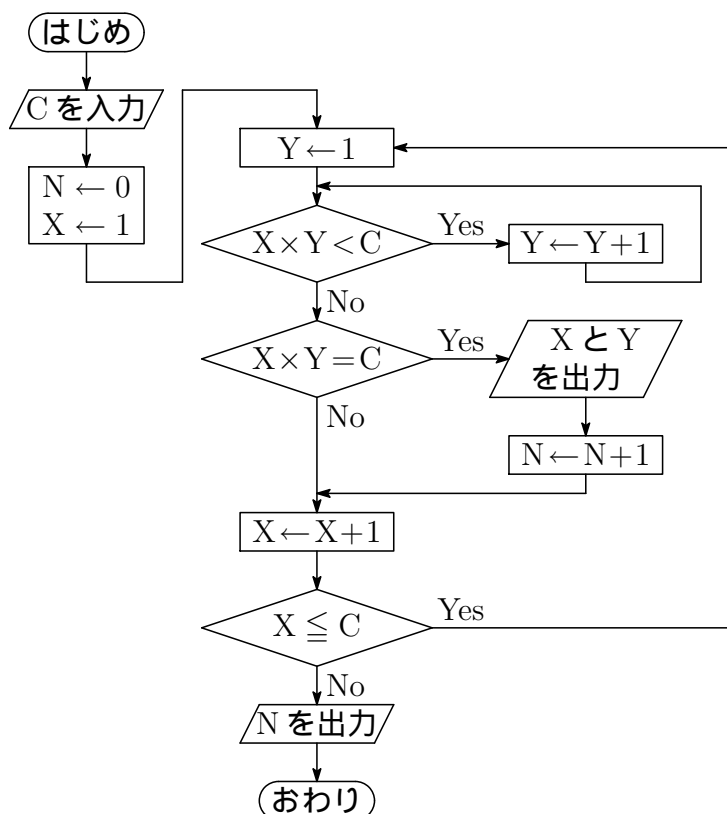 はじめ
C を入力
N ← 0
X ← 1
Y ← 1
X × Y < C
Yes
Y ← Y + 1
No
X × Y = C
Yes
X と Y
を出力
No
N ← N + 1
X ← X + 1
X ≦ C
Yes
No
N を出力
おわり